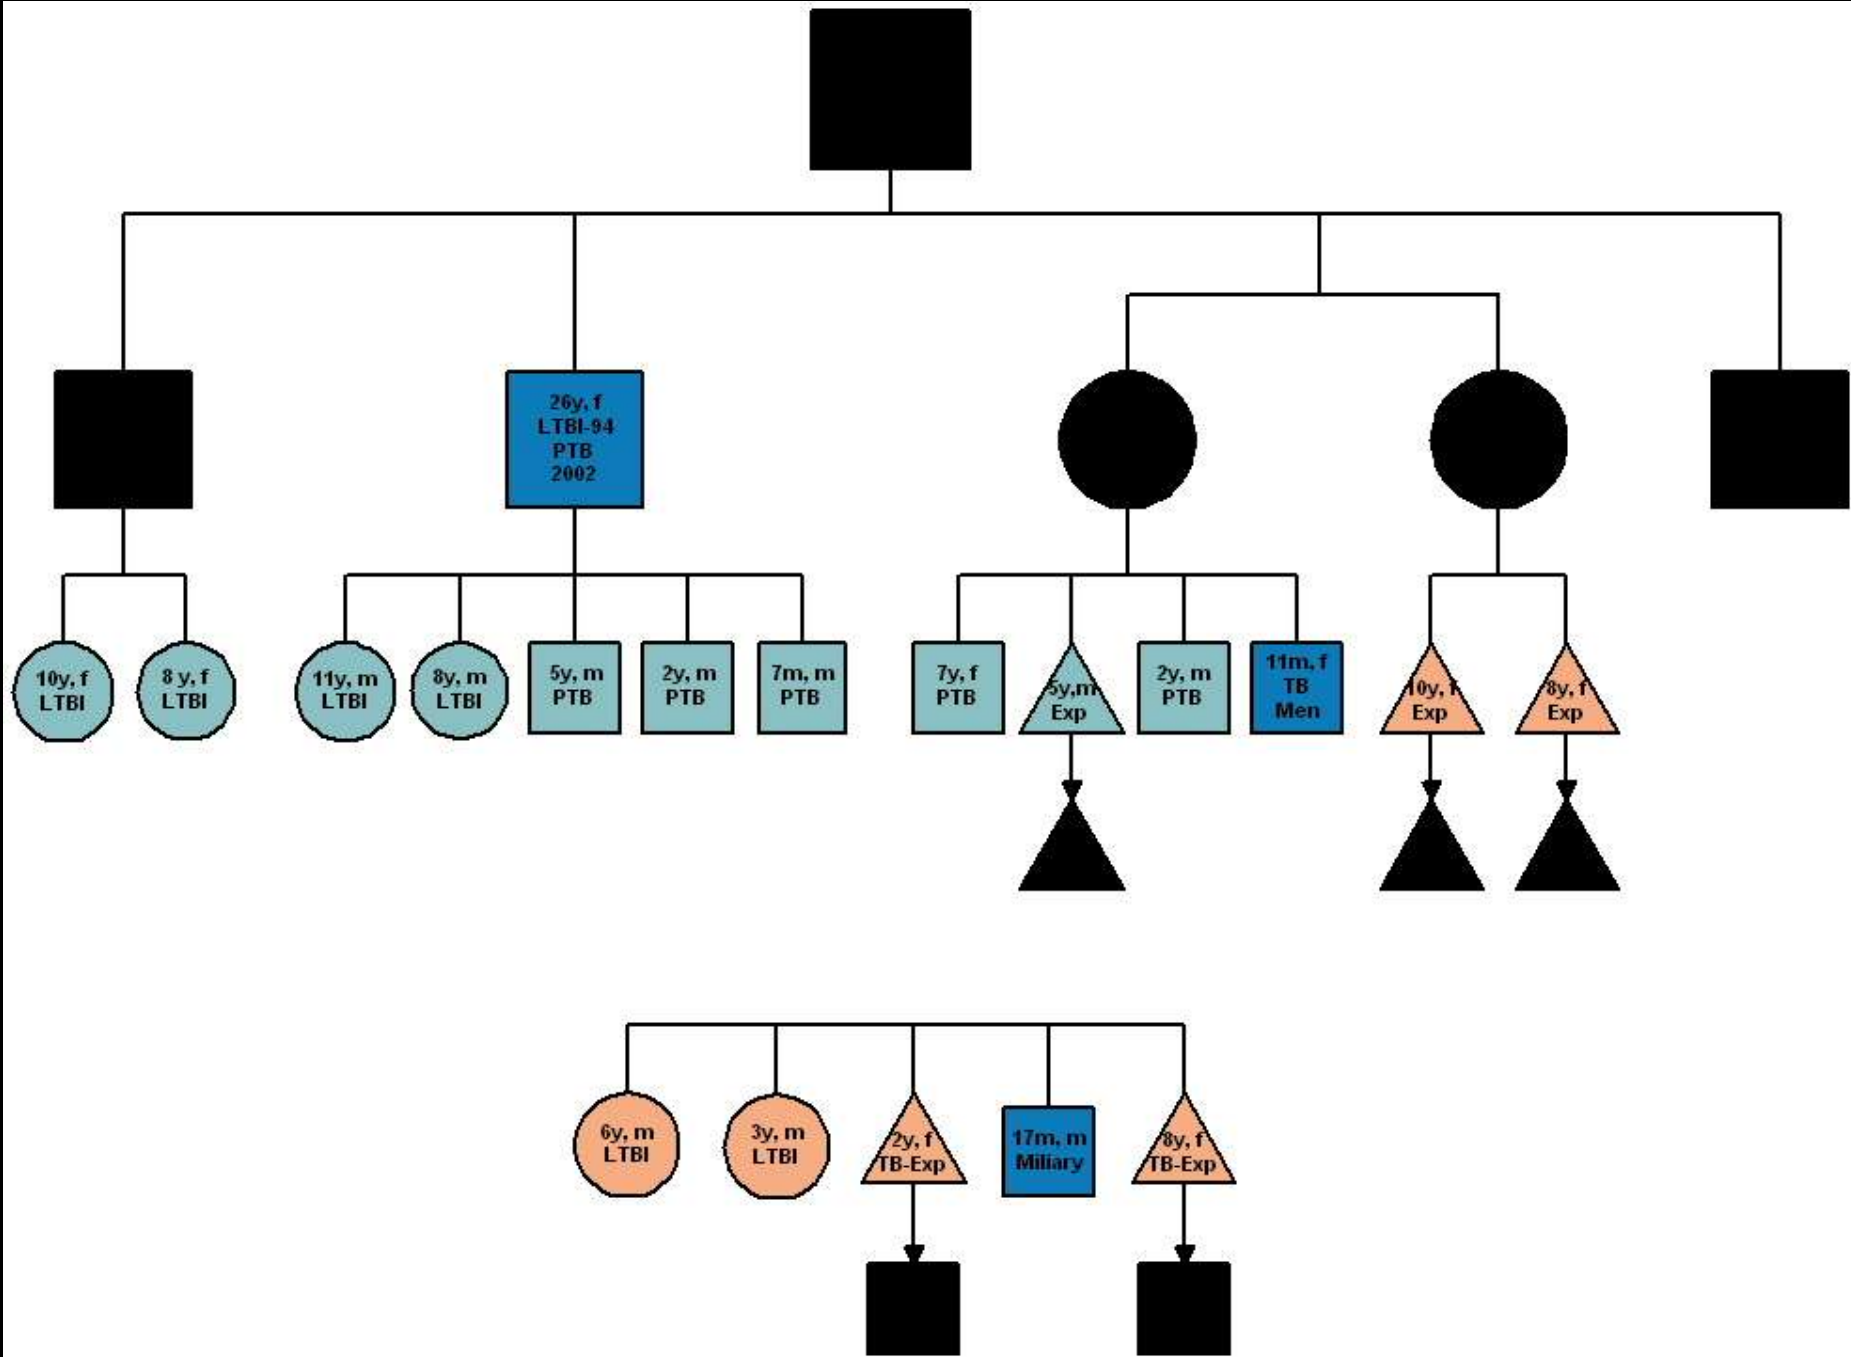 26y, f
LTBI-94
PTB
2002
10y, f
LTBI
8 y, f
LTBI
11y, m
LTBI
8y, m
LTBI
5y, m
PTB
2y, m
PTB
7m, m
PTB
7y, f
PTB
5y,m
Exp
2y, m
PTB
11m, f
TB
Men
10y, f
Exp
8y, f
Exp
6y, m
LTBI
3y, m
LTBI
2y, f
TB-Exp
17m, m
Miliary
8y, f
TB-Exp